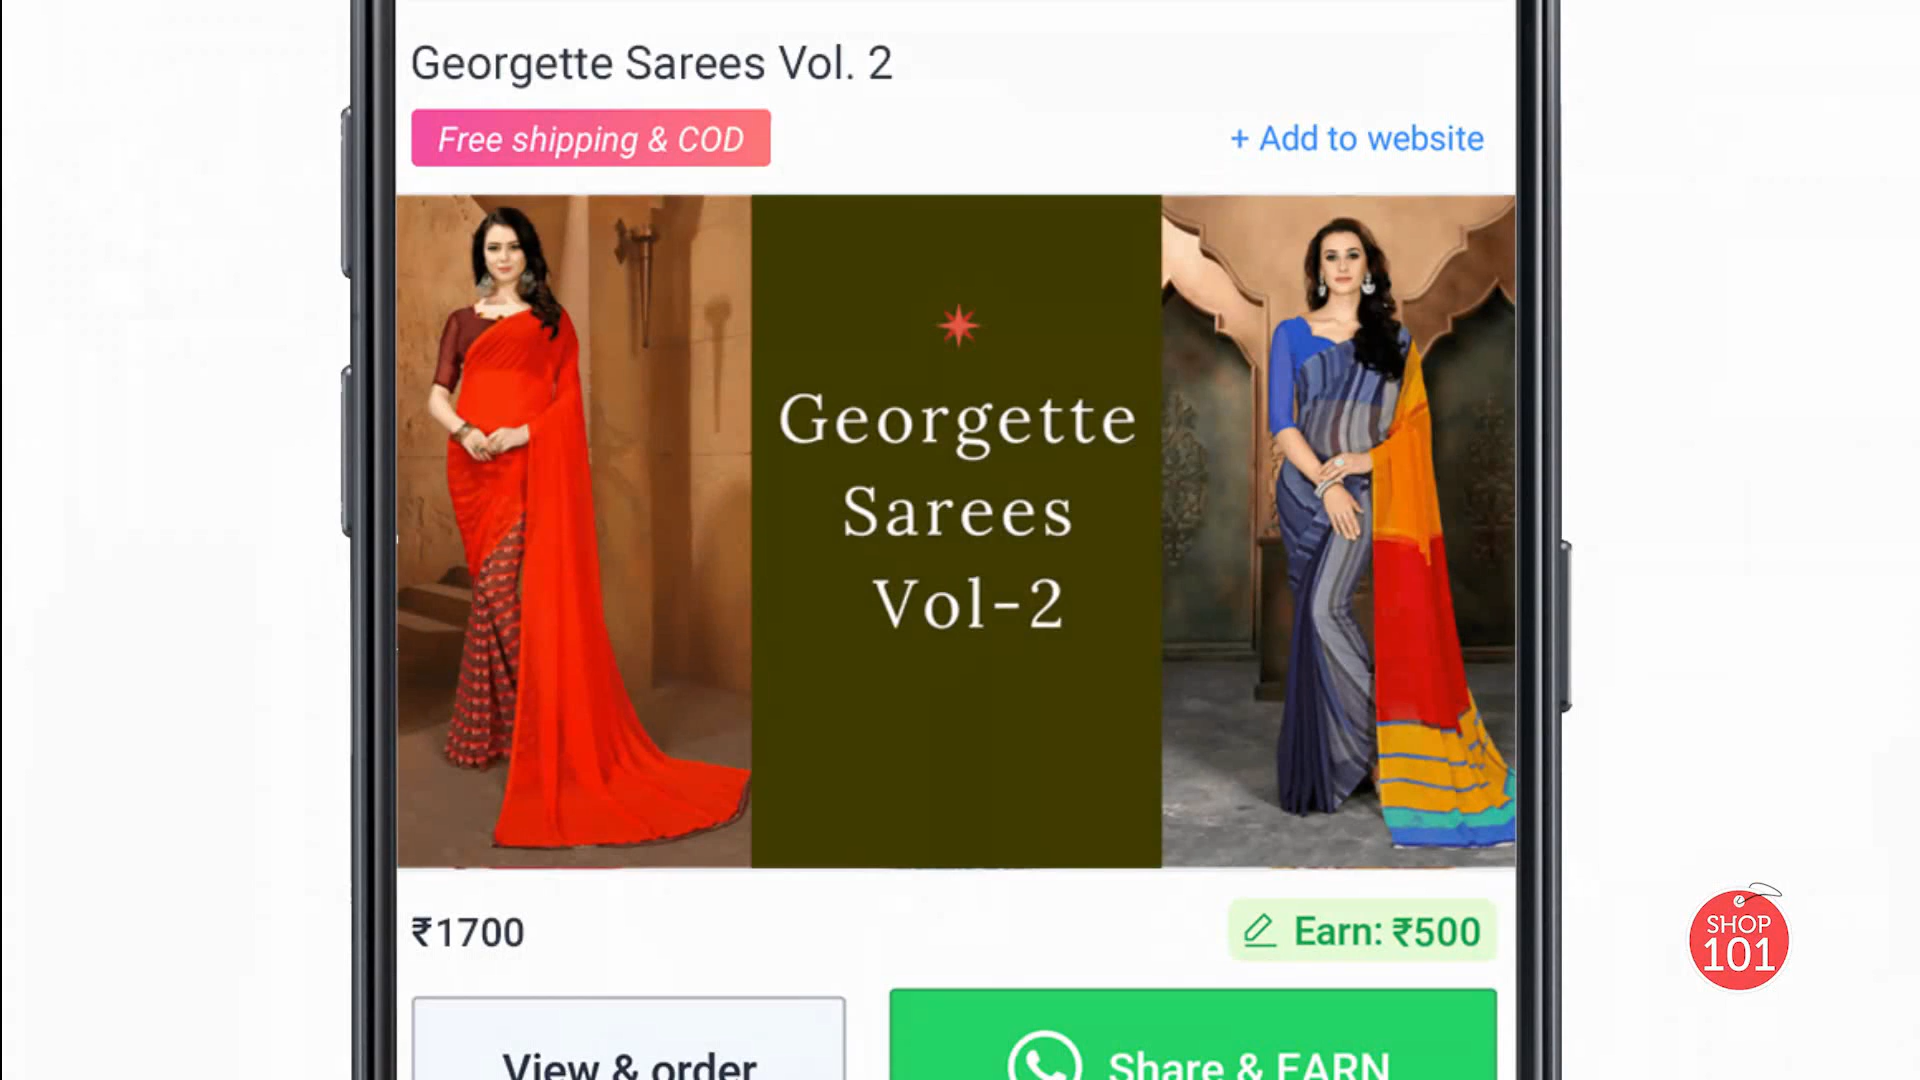 Georgette Sarees Vol. 2
Free shipping & COD
+ Add to website
Georgette
Sarees
Vol-2
₹1700
Earn: ₹500
View & order
Share & EARN
SHOP
101